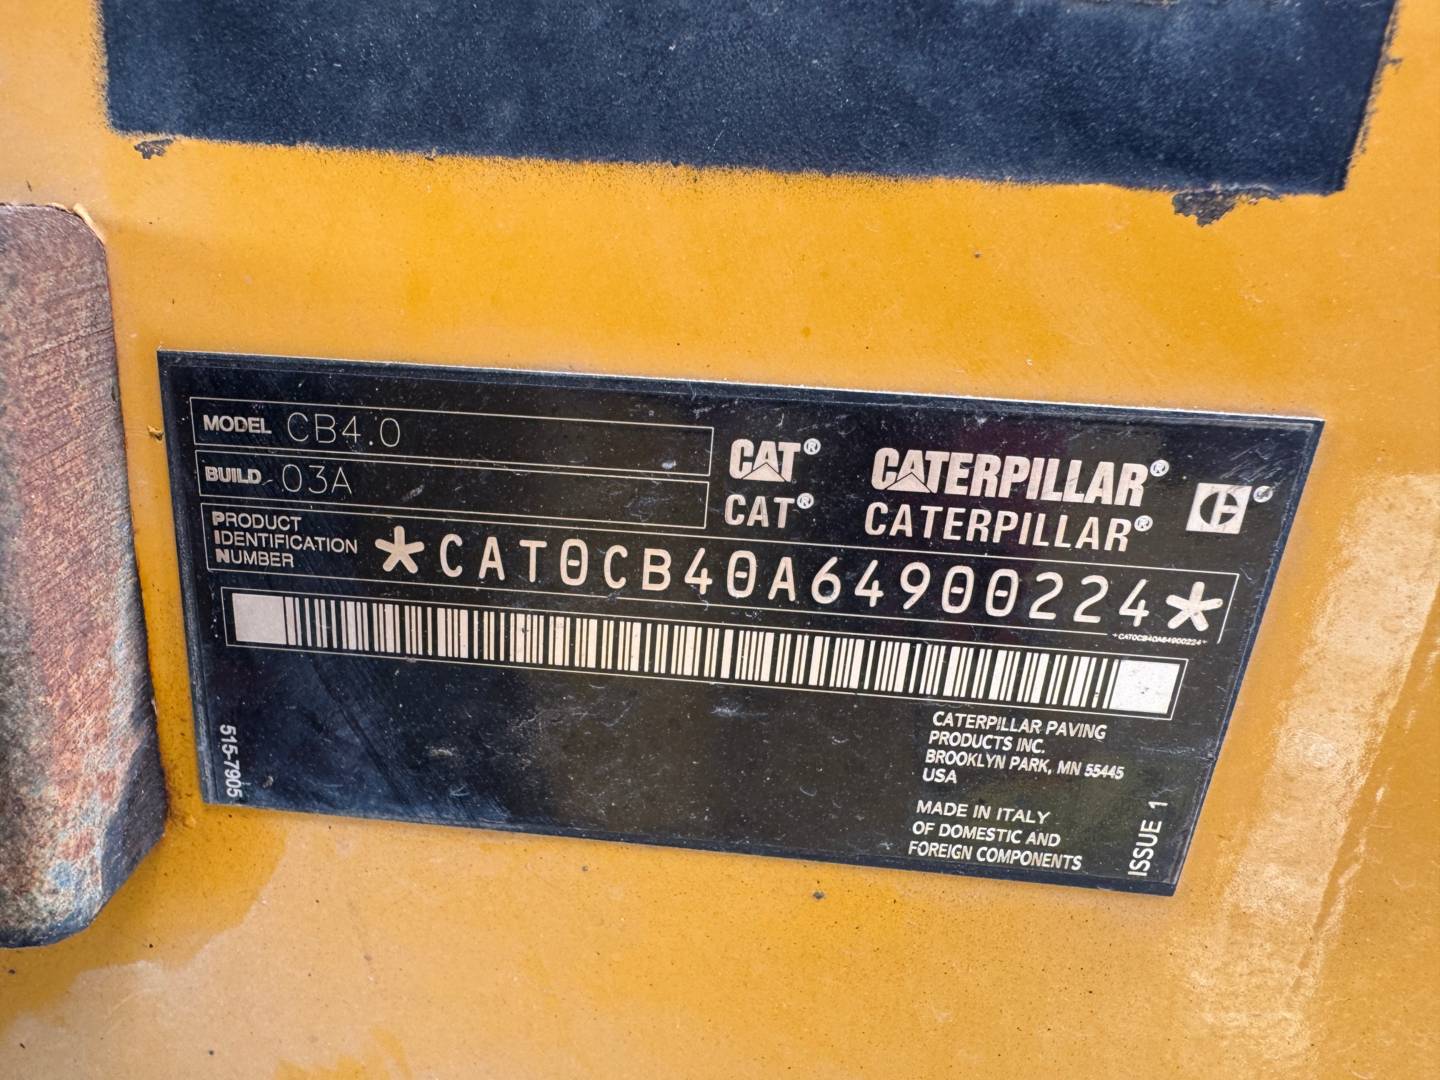 MODEL CB4.0
BUILD 03A
CAT® CATERPILLAR®
CAT® CATERPILLAR®
PRODUCT
IDENTIFICATION
NUMBER
*CAT0CB40A64900224*
*CAT0CB40A64900224*
515-7905
CATERPILLAR PAVING
PRODUCTS INC.
BROOKLYN PARK, MN 55445
USA
MADE IN ITALY
OF DOMESTIC AND
FOREIGN COMPONENTS
ISSUE 1